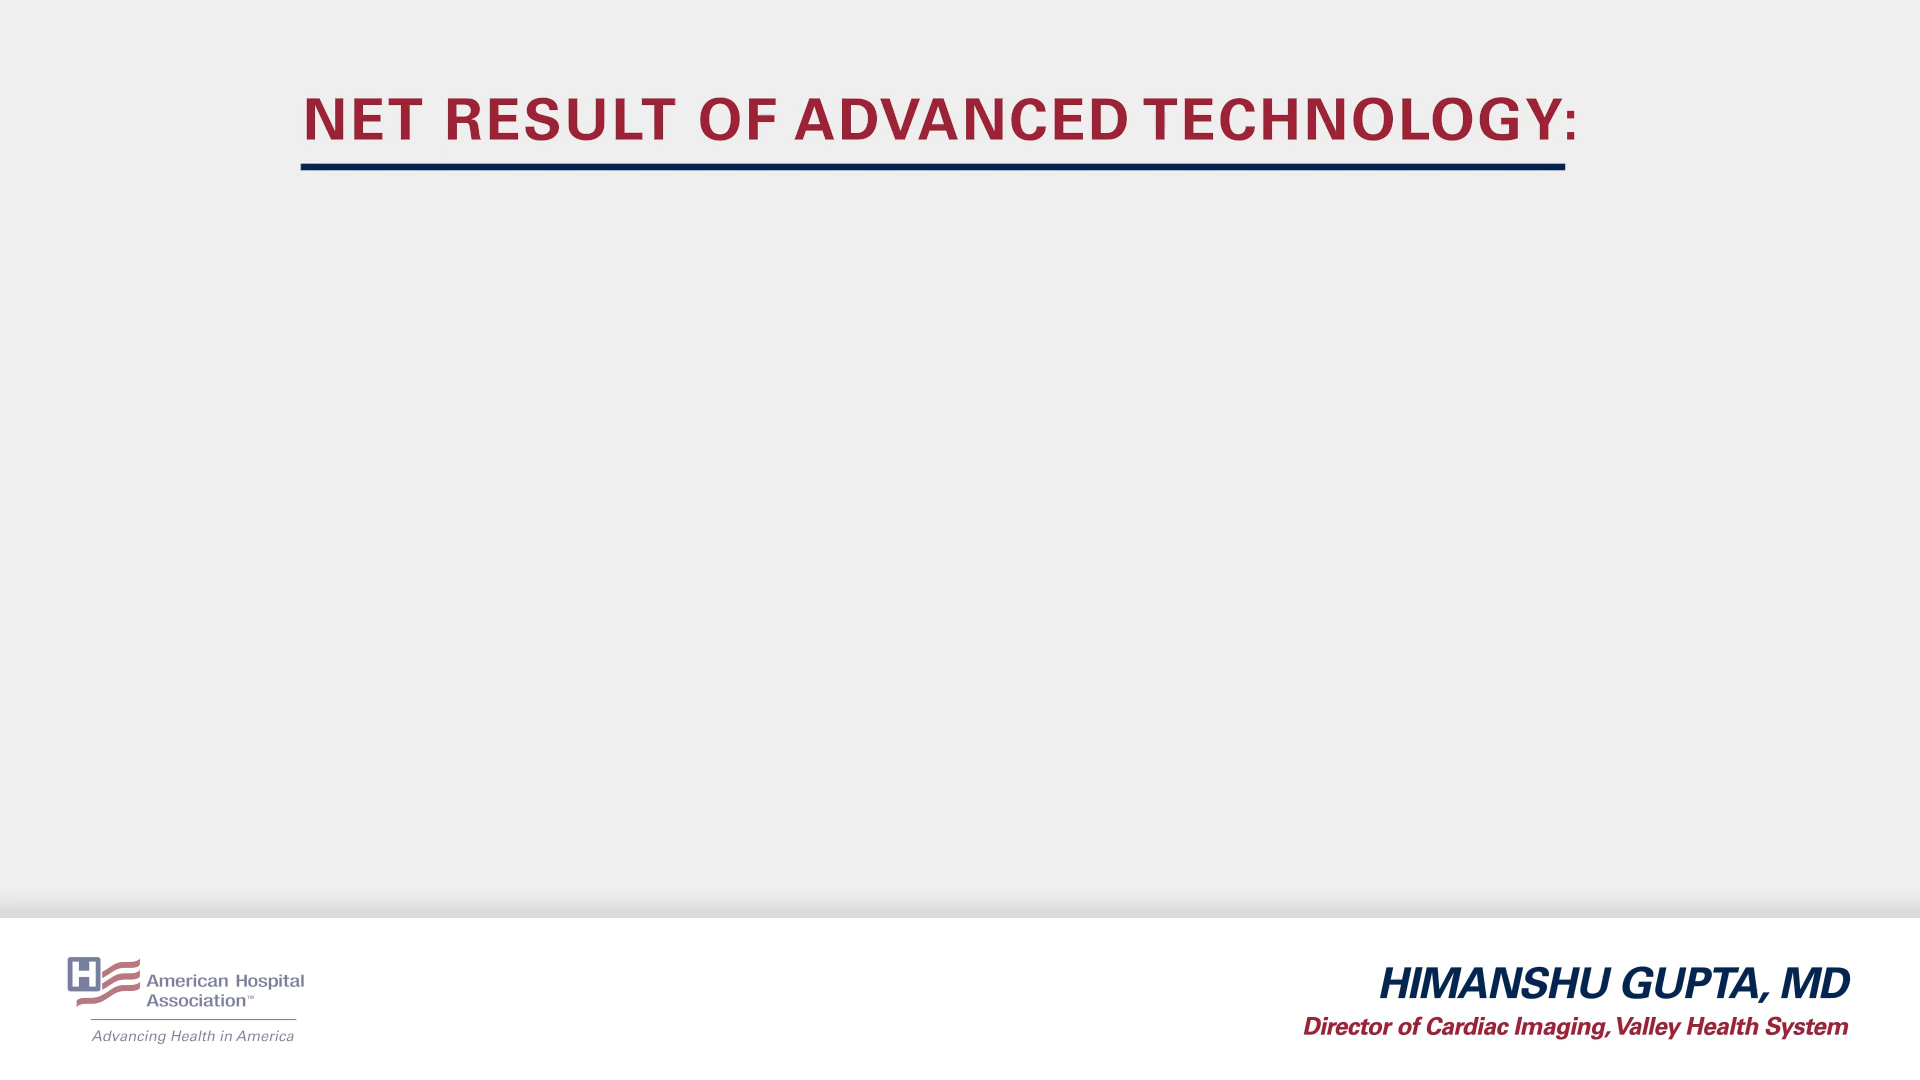 NET RESULT OF ADVANCED TECHNOLOGY:
H American Hospital
Association™
Advancing Health in America
HIMANSHU GUPTA, MD
Director of Cardiac Imaging, Valley Health System